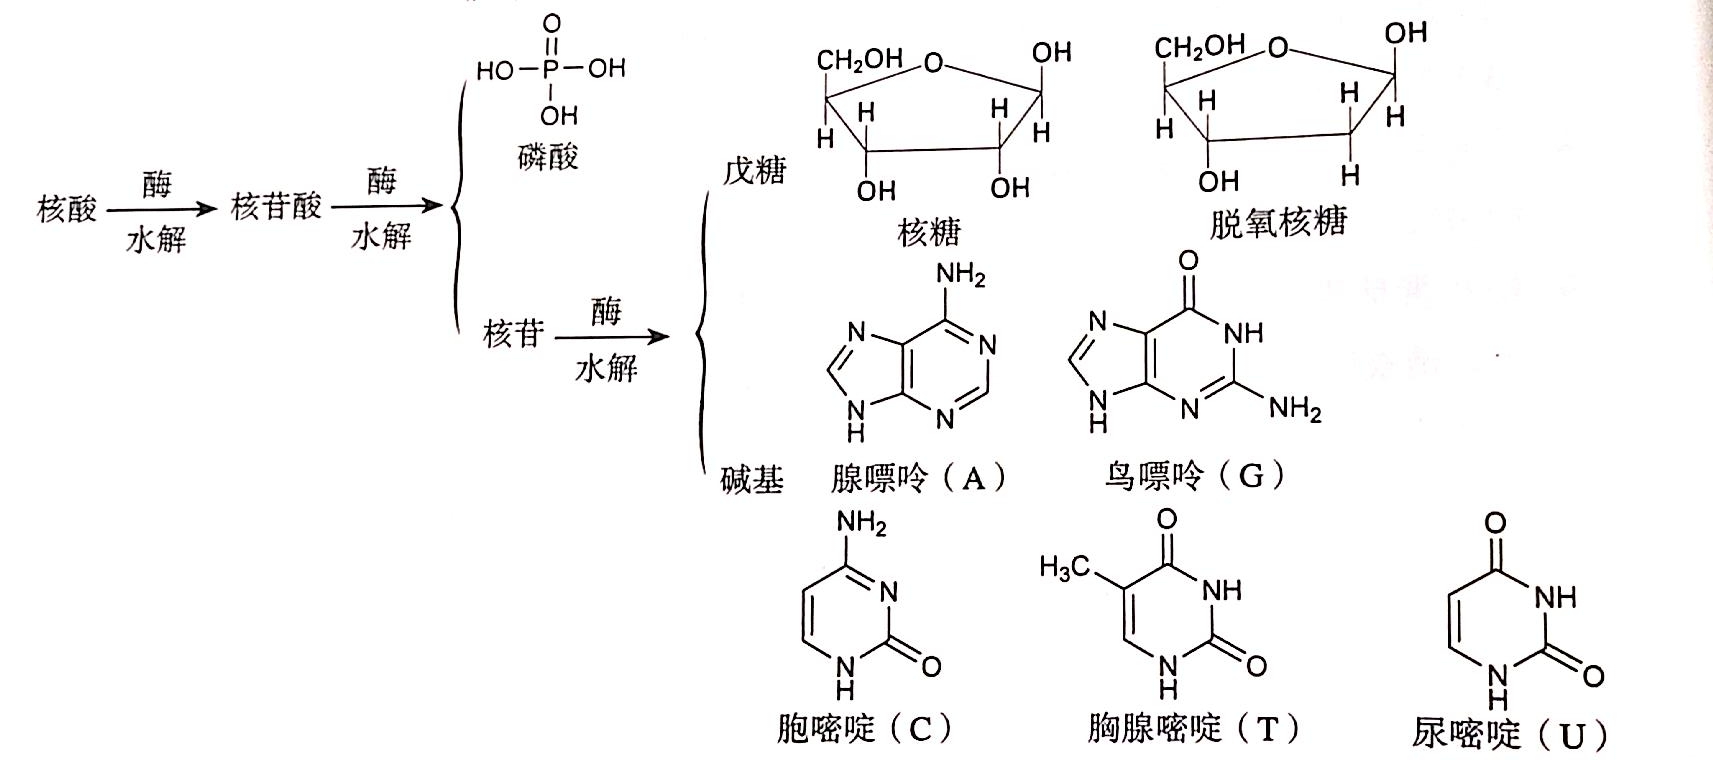 O
HO P OH
OH
磷酸
核酸 酶 水解 核苷酸 酶 水解
核苷 酶 水解
戊糖
CH₂OH O OH
H H H H
OH OH
核糖
CH₂OH O OH
H H H H
OH H
脱氧核糖
碱基
NH₂
N N
N N
H
腺嘌呤（A）
O
N NH
N N NH₂
H
鸟嘌呤（G）
NH₂
N
N O
H
胞嘧啶（C）
O
H₃C NH
N O
H
胸腺嘧啶（T）
O
NH
N O
H
尿嘧啶（U）